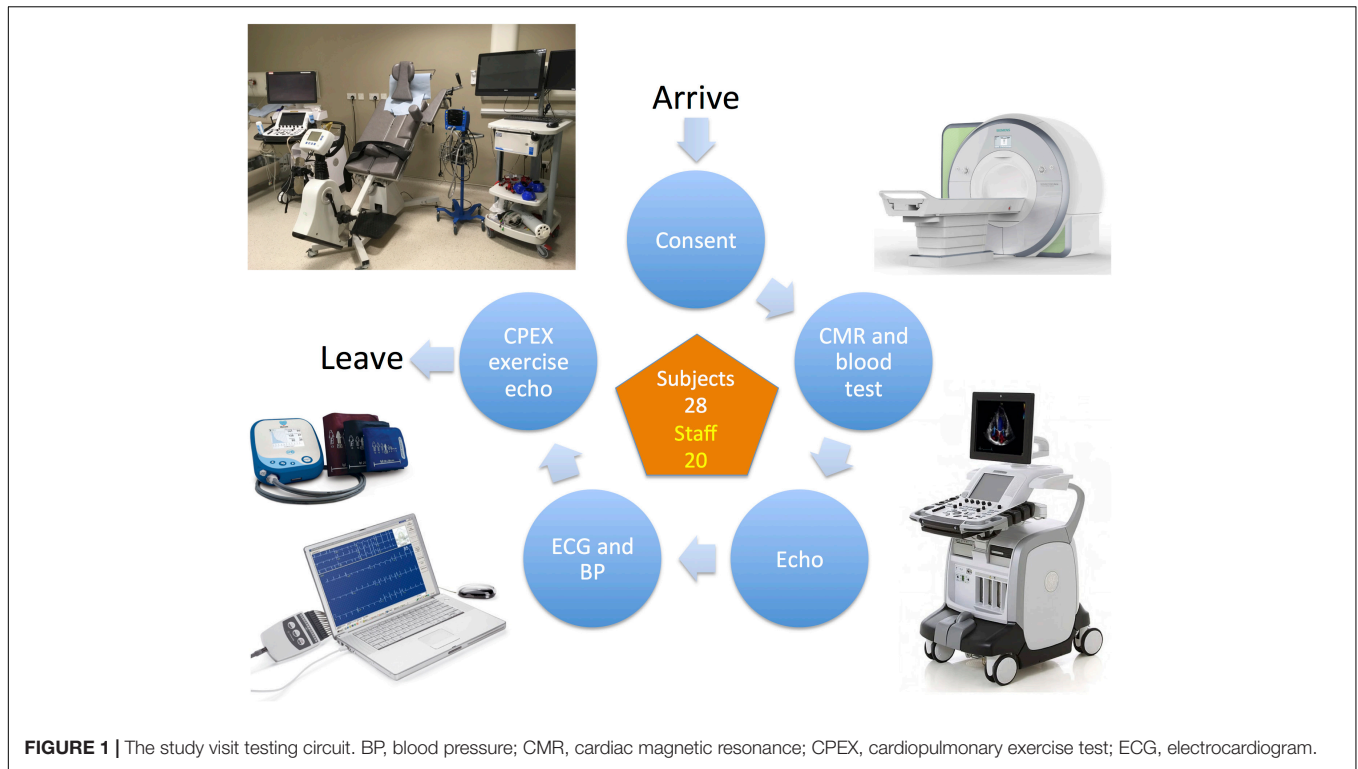 Arrive
Consent
CMR and
blood
test
Echo
ECG and
BP
CPEX
exercise
echo
Leave
Subjects
28
Staff
20
FIGURE 1 | The study visit testing circuit. BP, blood pressure; CMR, cardiac magnetic resonance; CPEX, cardiopulmonary exercise test; ECG, electrocardiogram.